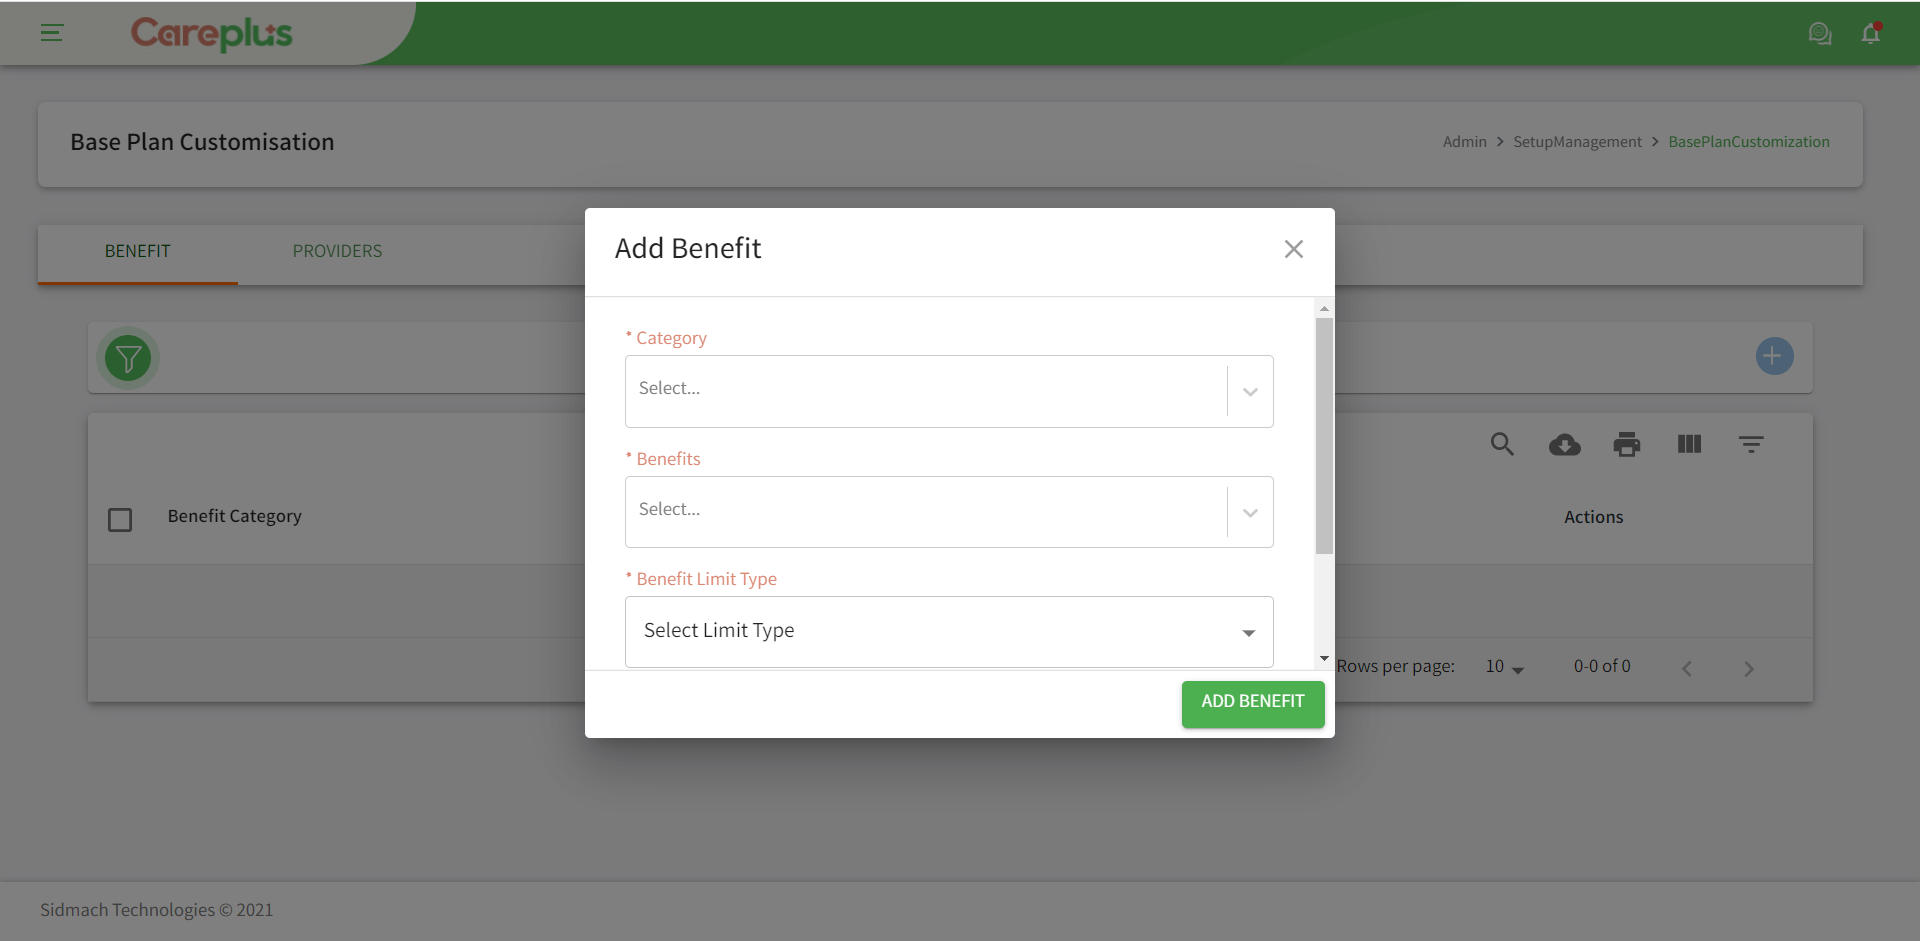 Careplus
Base Plan Customisation
Admin > SetupManagement > BasePlanCustomization
BENEFIT
PROVIDERS
Add Benefit
* Category
Select...
* Benefits
Select...
* Benefit Limit Type
Select Limit Type
ADD BENEFIT
Benefit Category
Actions
Rows per page:
10
0-0 of 0
Sidmach Technologies © 2021